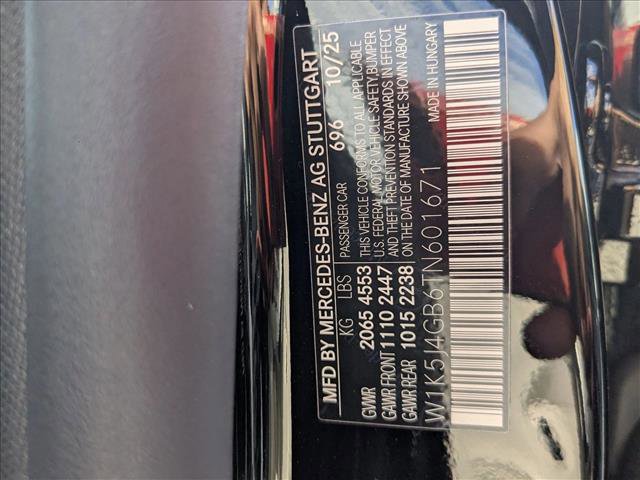 MFD BY MERCEDES-BENZ AG STUTTGART
696 10/25
KG LBS PASSENGER CAR
GWWR 2065 4553
GAWR FRONT 1110 2447
GAWR REAR 1015 2238
THIS VEHICLE CONFORMS TO ALL APPLICABLE
U.S. FEDERAL MOTOR VEHICLE SAFETY, BUMPER
AND THEFT PREVENTION STANDARDS IN EFFECT
ON THE DATE OF MANUFACTURE SHOWN ABOVE
W1K5J4GB6TN601671
MADE IN HUNGARY